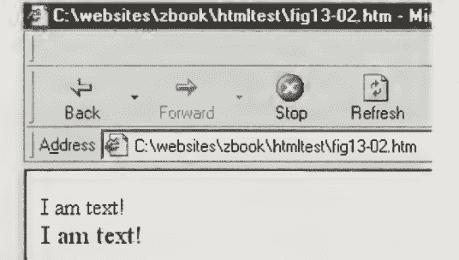 C:\websites\zbook\htmltest\fig13-02.htm - Mi
Back Forward Stop Refresh
Address C:\websites\zbook\htmltest\fig13-02.htm
I am text!
I am text!